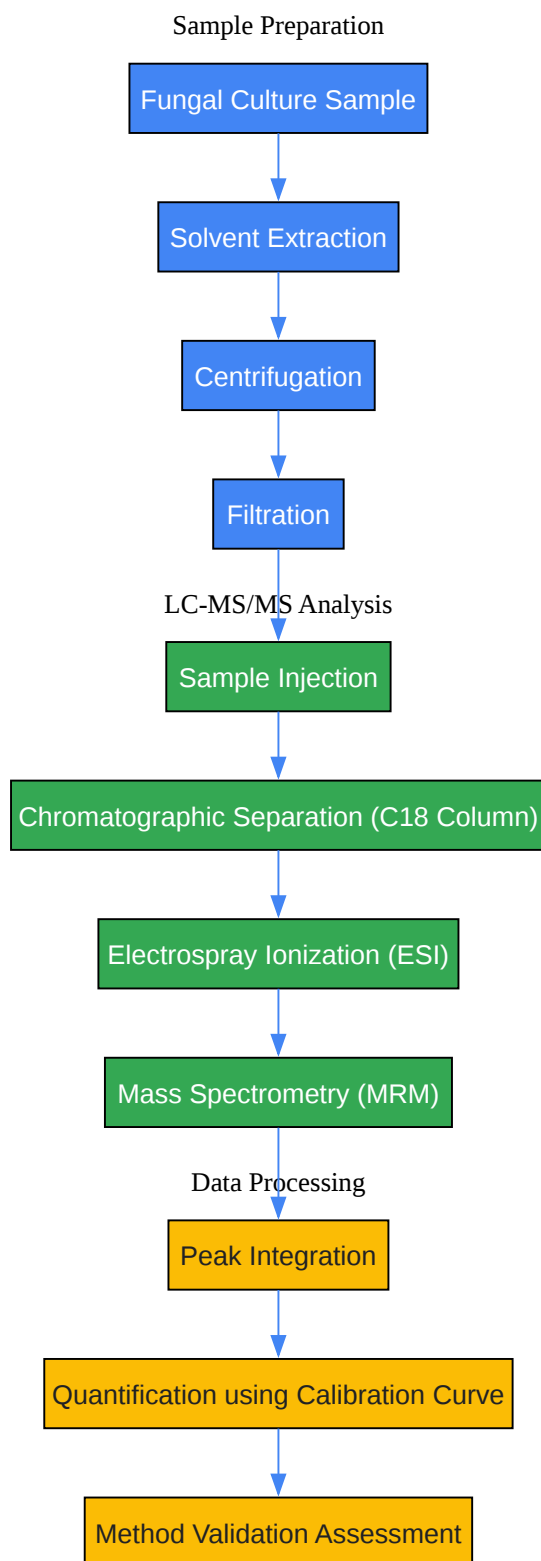 Sample Preparation
Fungal Culture Sample
Solvent Extraction
Centrifugation
Filtration
LC-MS/MS Analysis
Sample Injection
Chromatographic Separation (C18 Column)
Electrospray Ionization (ESI)
Mass Spectrometry (MRM)
Data Processing
Peak Integration
Quantification using Calibration Curve
Method Validation Assessment